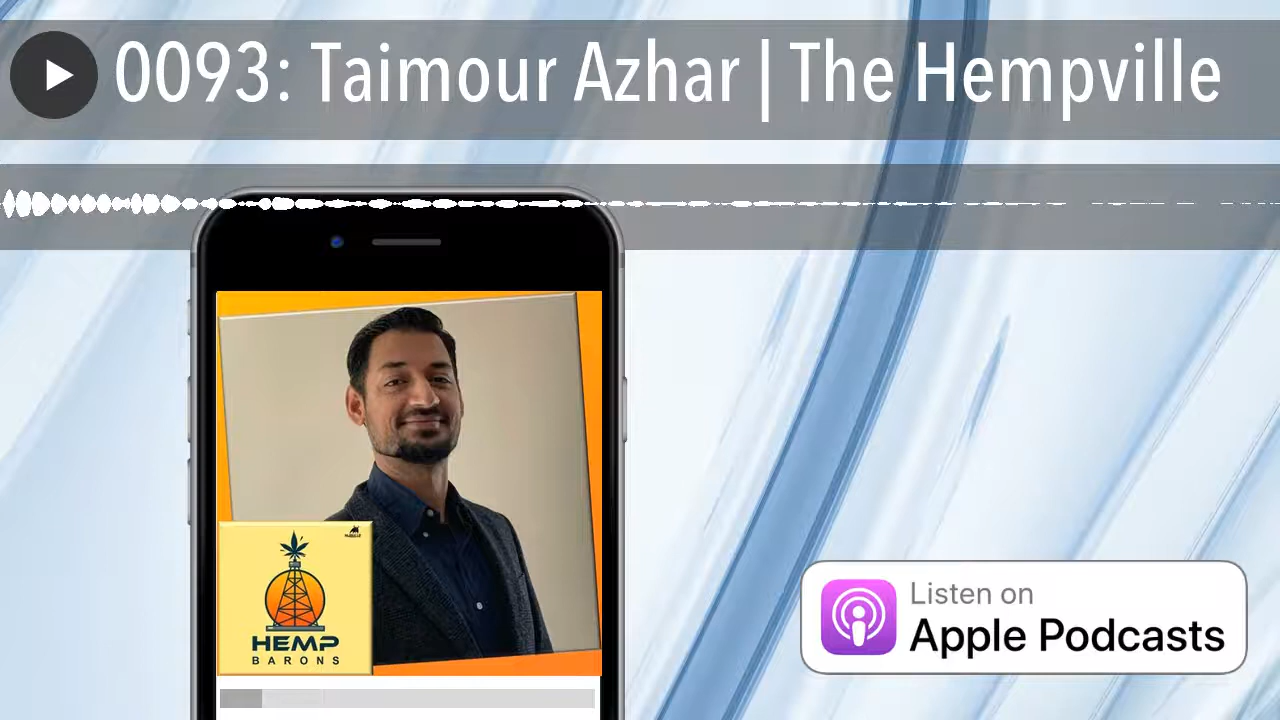 0093: Taimour Azhar | The Hempville
HEMP
BARONS
Listen on
Apple Podcasts